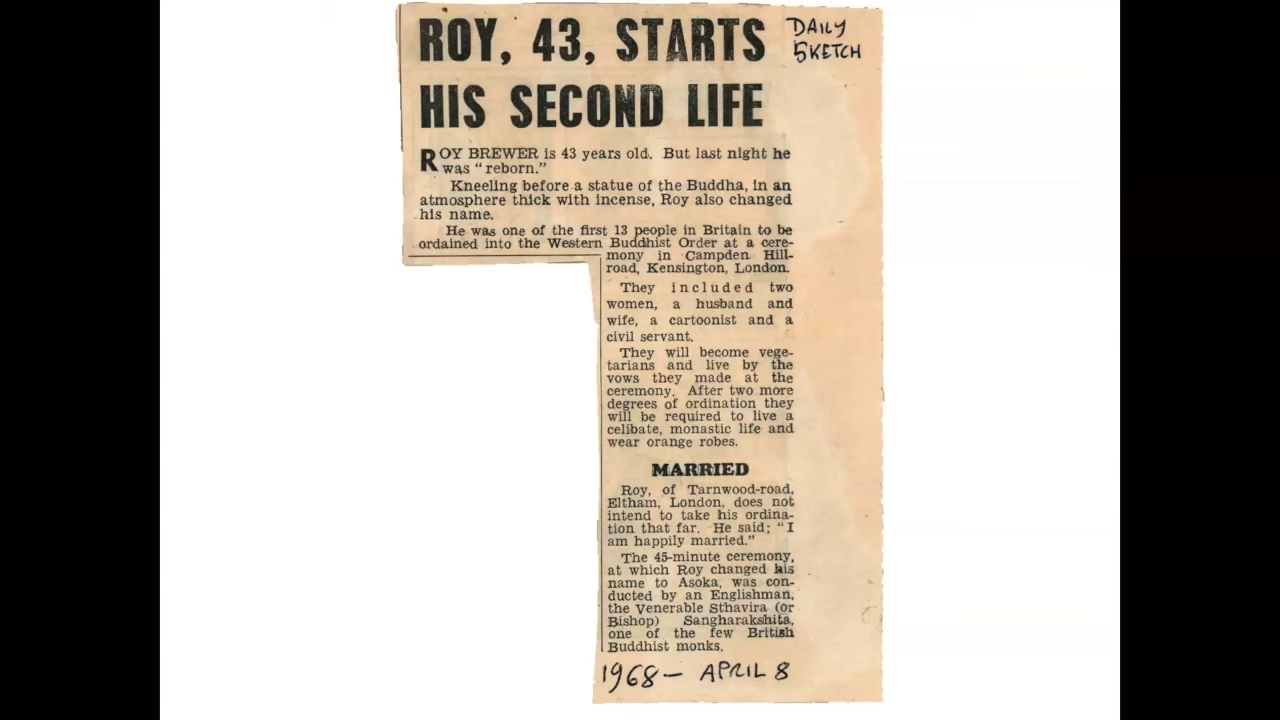 ROY, 43, STARTS
HIS SECOND LIFE
DAILY
SKETCH
ROY BREWER is 43 years old. But last night he
was "reborn."
Kneeling before a statue of the Buddha, in an
atmosphere thick with incense, Roy also changed
his name.
He was one of the first 13 people in Britain to be
ordained into the Western Buddhist Order at a cere-
mony in Campden Hill-
road, Kensington, London.
They included two
women, a husband and
wife, a cartoonist and a
civil servant.
They will become vege-
tarians and live by the
vows they made at the
ceremony. After two more
degrees of ordination they
will be required to live a
celibate, monastic life and
wear orange robes.
MARRIED
Roy, of Tarnwood-road,
Eltham, London, does not
intend to take his ordina-
tion that far. He said: "I
am happily married."
The 45-minute ceremony,
at which Roy changed his
name to Asoka, was con-
ducted by an Englishman,
the Venerable Sthavira (or
Bishop) Sangharakshita,
one of the few British
Buddhist monks.
1968 - APRIL 8